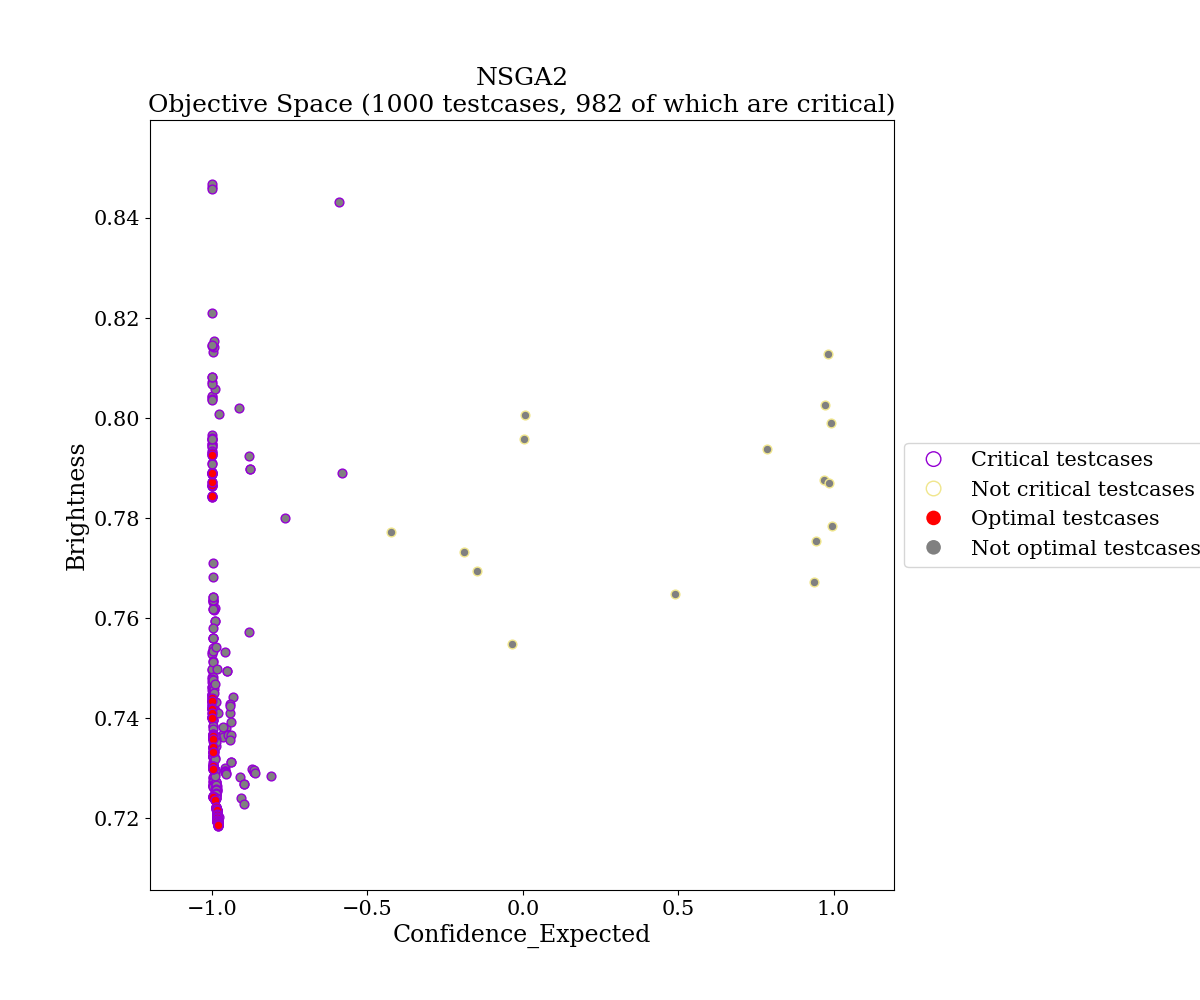 NSGA2
Objective Space (1000 testcases, 982 of which are critical)
0.84
0.82
0.80
0.78
0.76
0.74
0.72
Brightness
−1.0
−0.5
0.0
0.5
1.0
Confidence_Expected
Critical testcases
Not critical testcases
Optimal testcases
Not optimal testcases